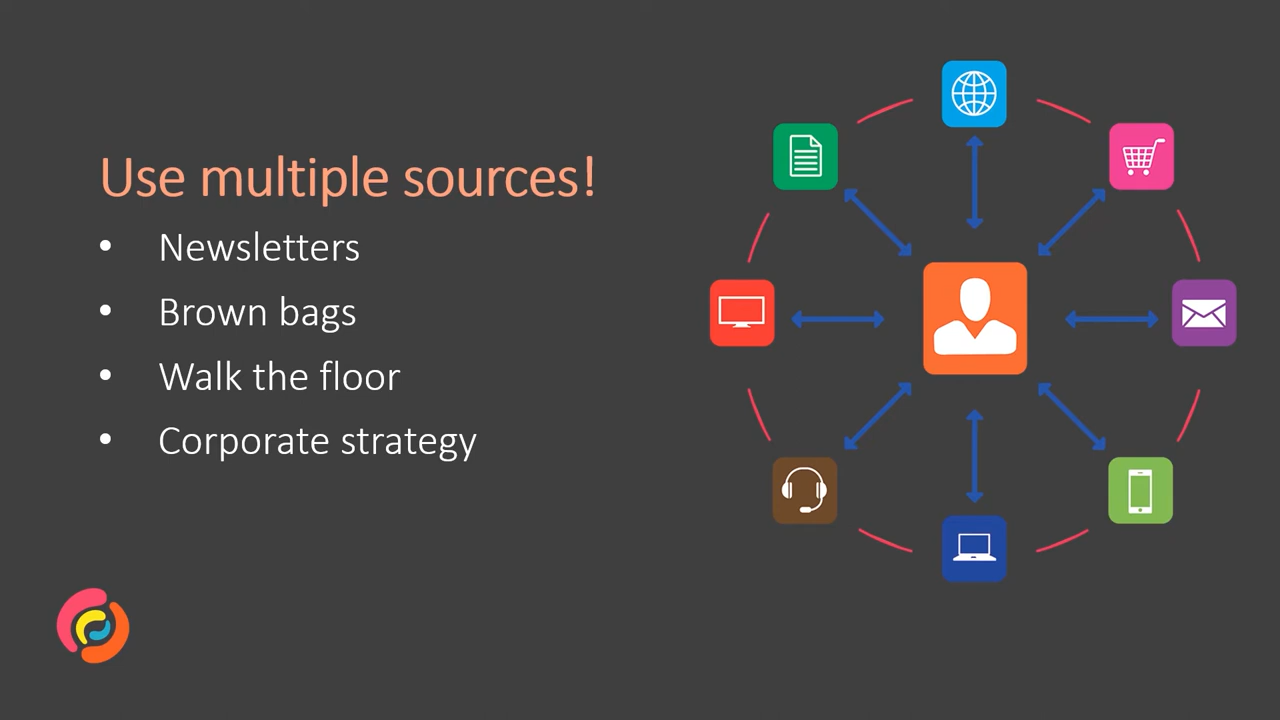 Use multiple sources!
• Newsletters
• Brown bags
• Walk the floor
• Corporate strategy